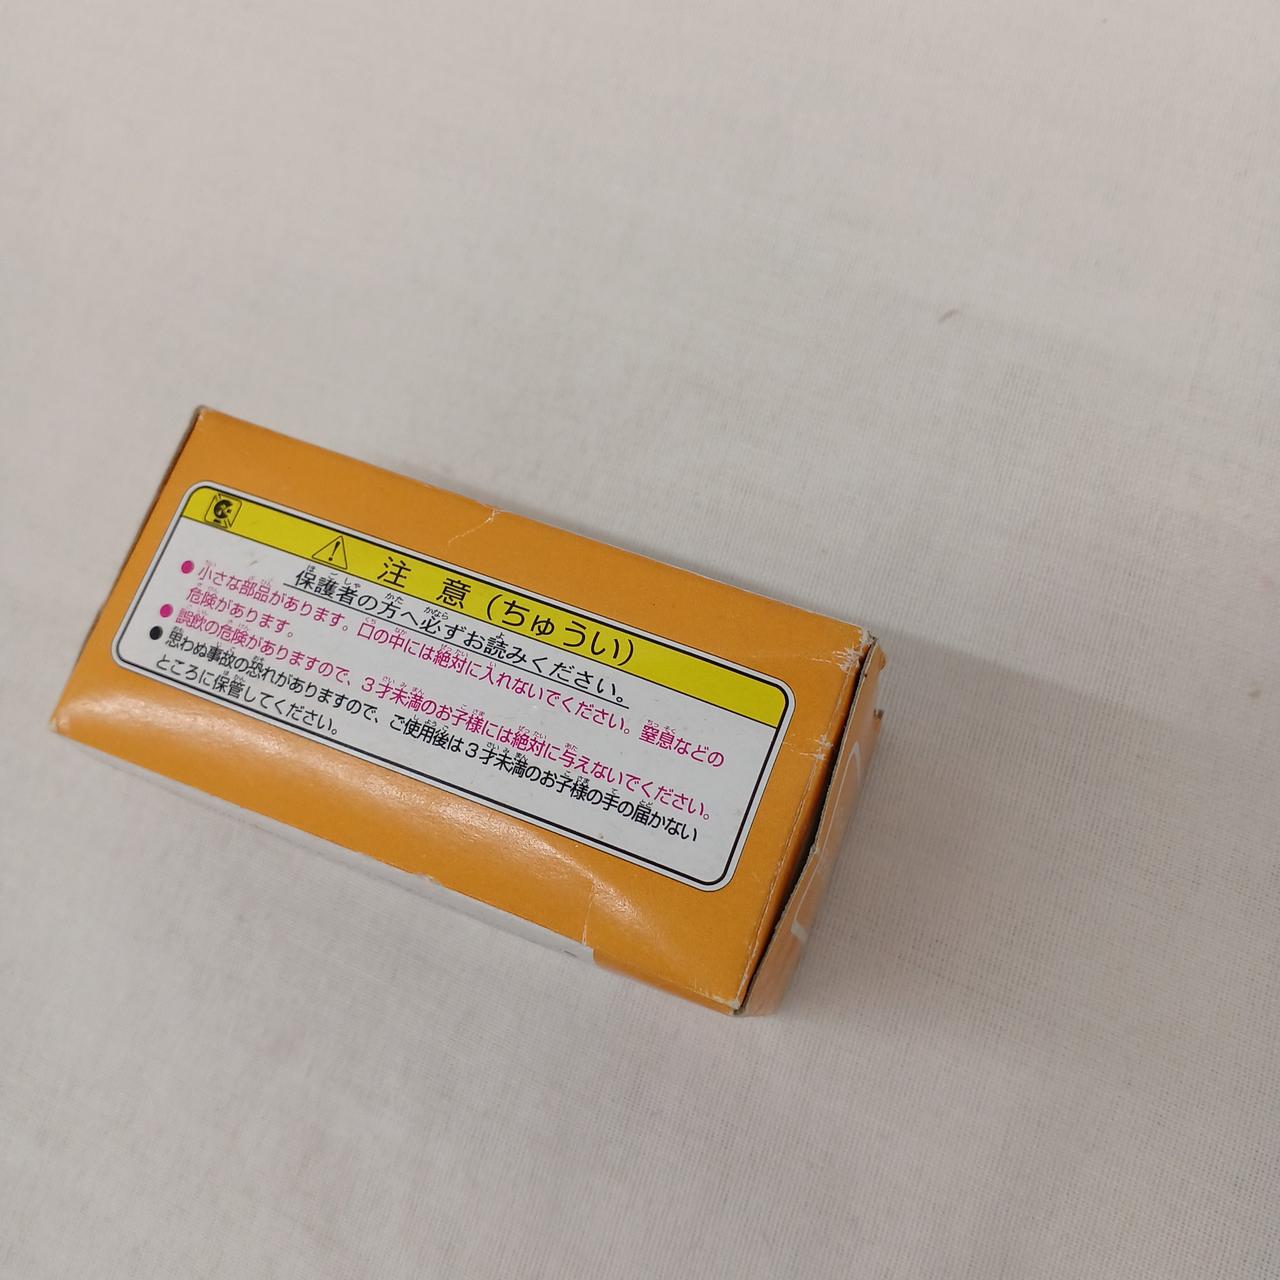 注意(ちゅうい)
保護者の方へ必ずお読みください。
●小さな部品があります。口の中には絶対に入れないでください。窒息などの
危険があります。
●誤飲の危険がありますので、3才未満のお子様には絶対に与えないでください。
●思わぬ事故の恐れがありますので、ご使用後は3才未満のお子様の手の届かない
ところに保管してください。